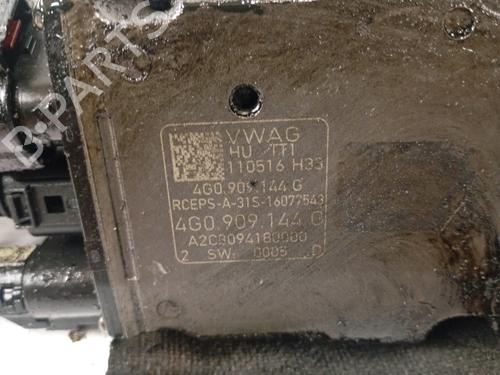 VWAG
HU TT1
110516 H33
4G0.909.144 G
RCEPS-A-31S-16077543
4G0.909.144 C
A2C8094180000
2 SW: 0005 D
B-PARTS